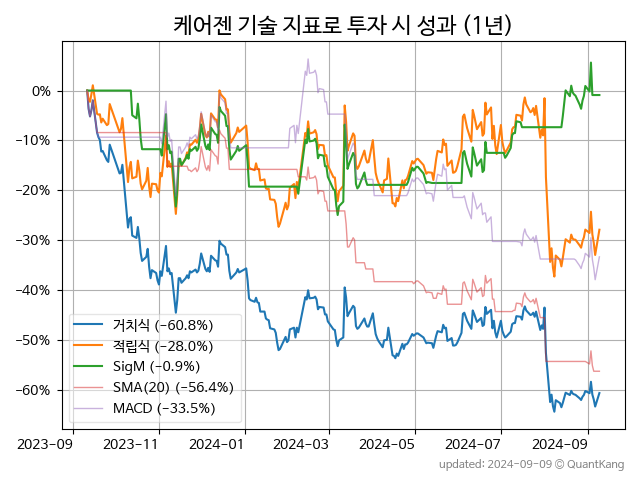 케어젠 기술 지표로 투자 시 성과 (1년)
0%
−10%
−20%
−30%
−40%
−50%
−60%
거치식 (−60.8%)
적립식 (−28.0%)
SigM (−0.9%)
SMA(20) (−56.4%)
MACD (−33.5%)
2023-09 2023-11 2024-01 2024-03 2024-05 2024-07 2024-09
updated: 2024-09-09 © QuantKang